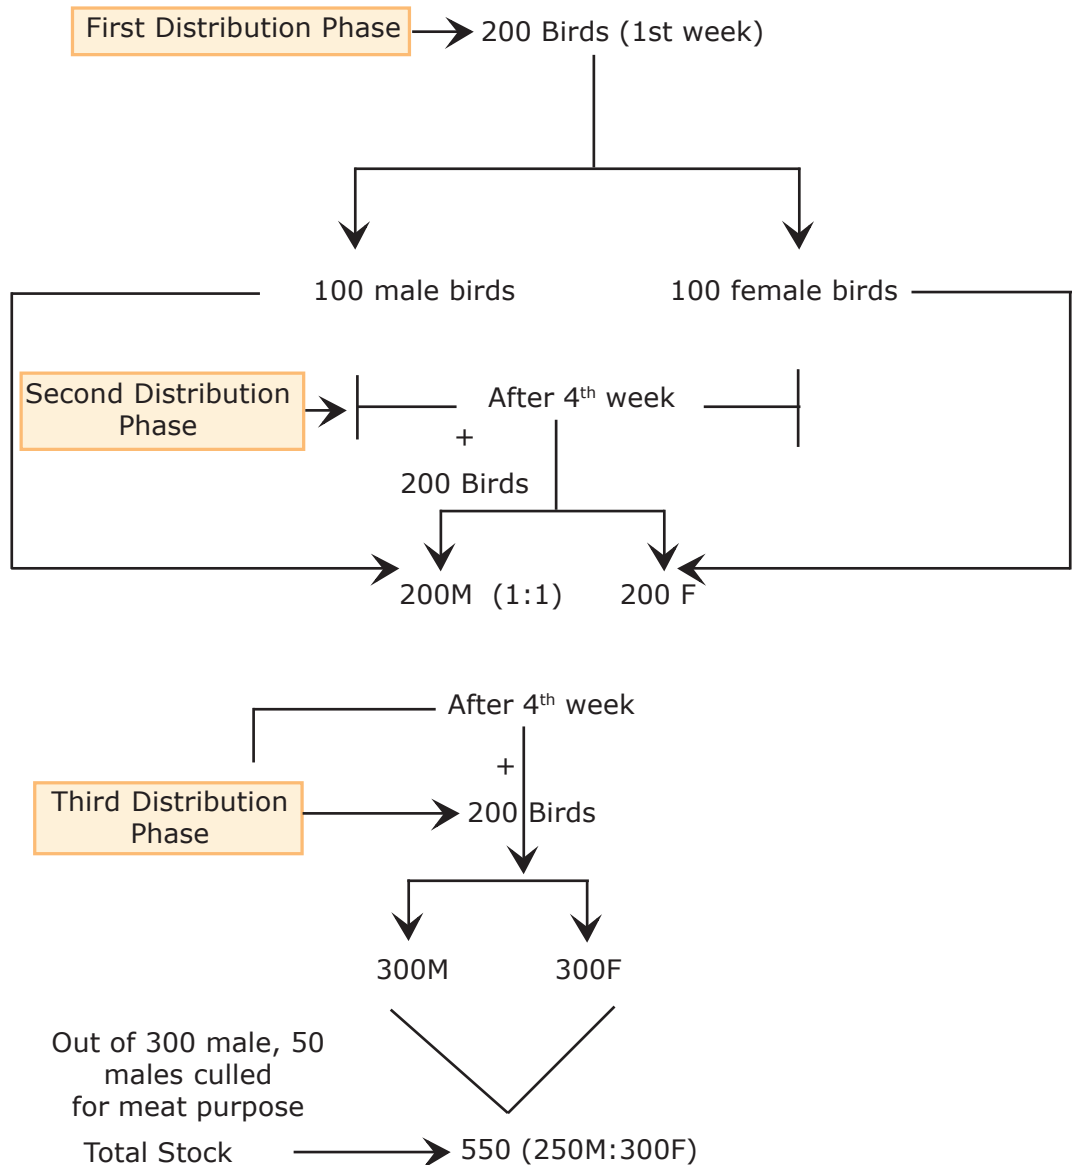 First Distribution Phase
200 Birds (1st week)
100 male birds
100 female birds
Second Distribution
Phase
After 4th week
+
200 Birds
200M (1:1)
200 F
After 4th week
+
Third Distribution
Phase
200 Birds
300M
300F
Out of 300 male, 50
males culled
for meat purpose
Total Stock
550 (250M:300F)